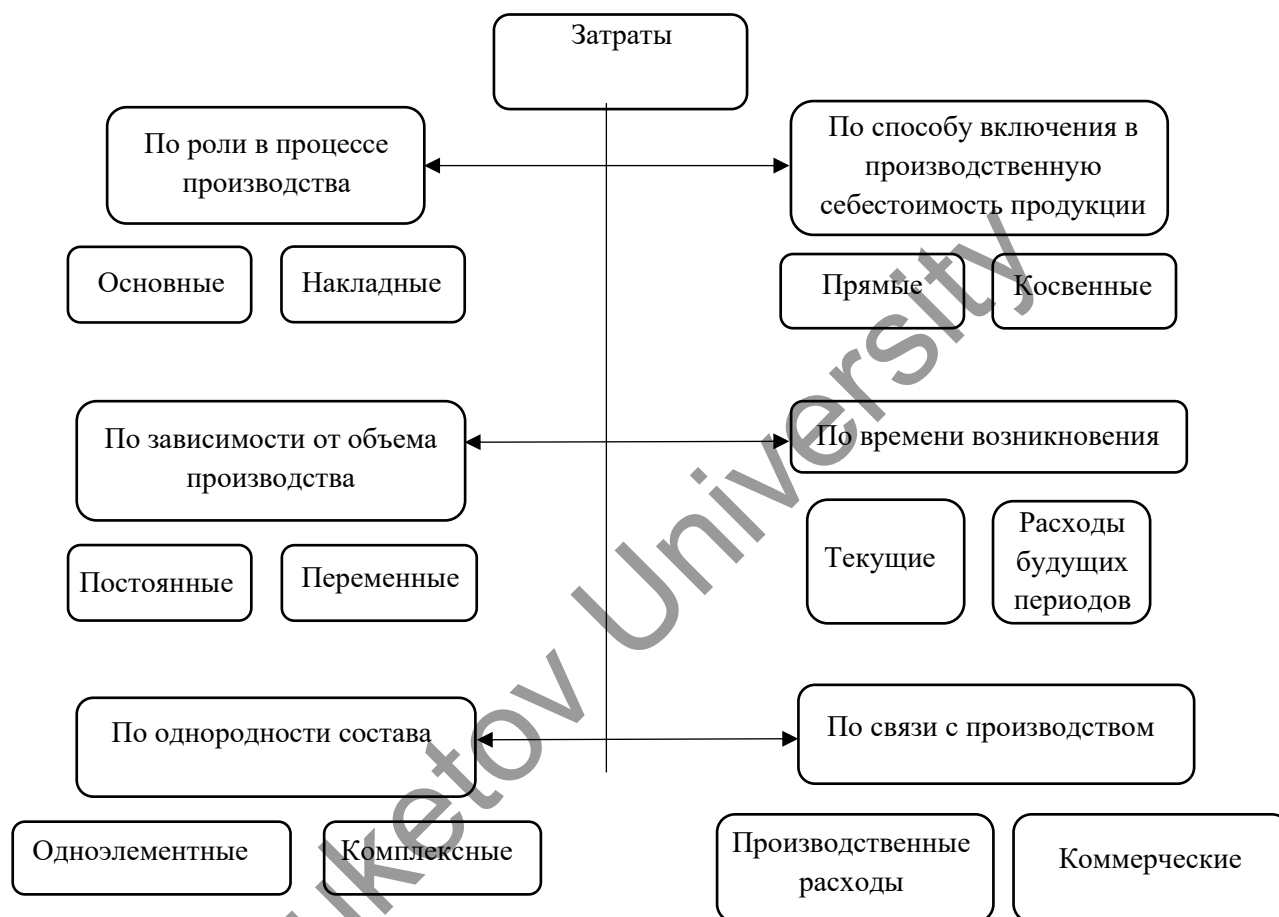 Затраты
По роли в процессе
производства
По способу включения в
производственную
себестоимость продукции
Основные
Накладные
Прямые
Косвенные
По зависимости от объема
производства
По времени возникновения
Постоянные
Переменные
Текущие
Расходы
будущих
периодов
По однородности состава
По связи с производством
Одноэлементные
Комплексные
Производственные
расходы
Коммерческие
uketov University